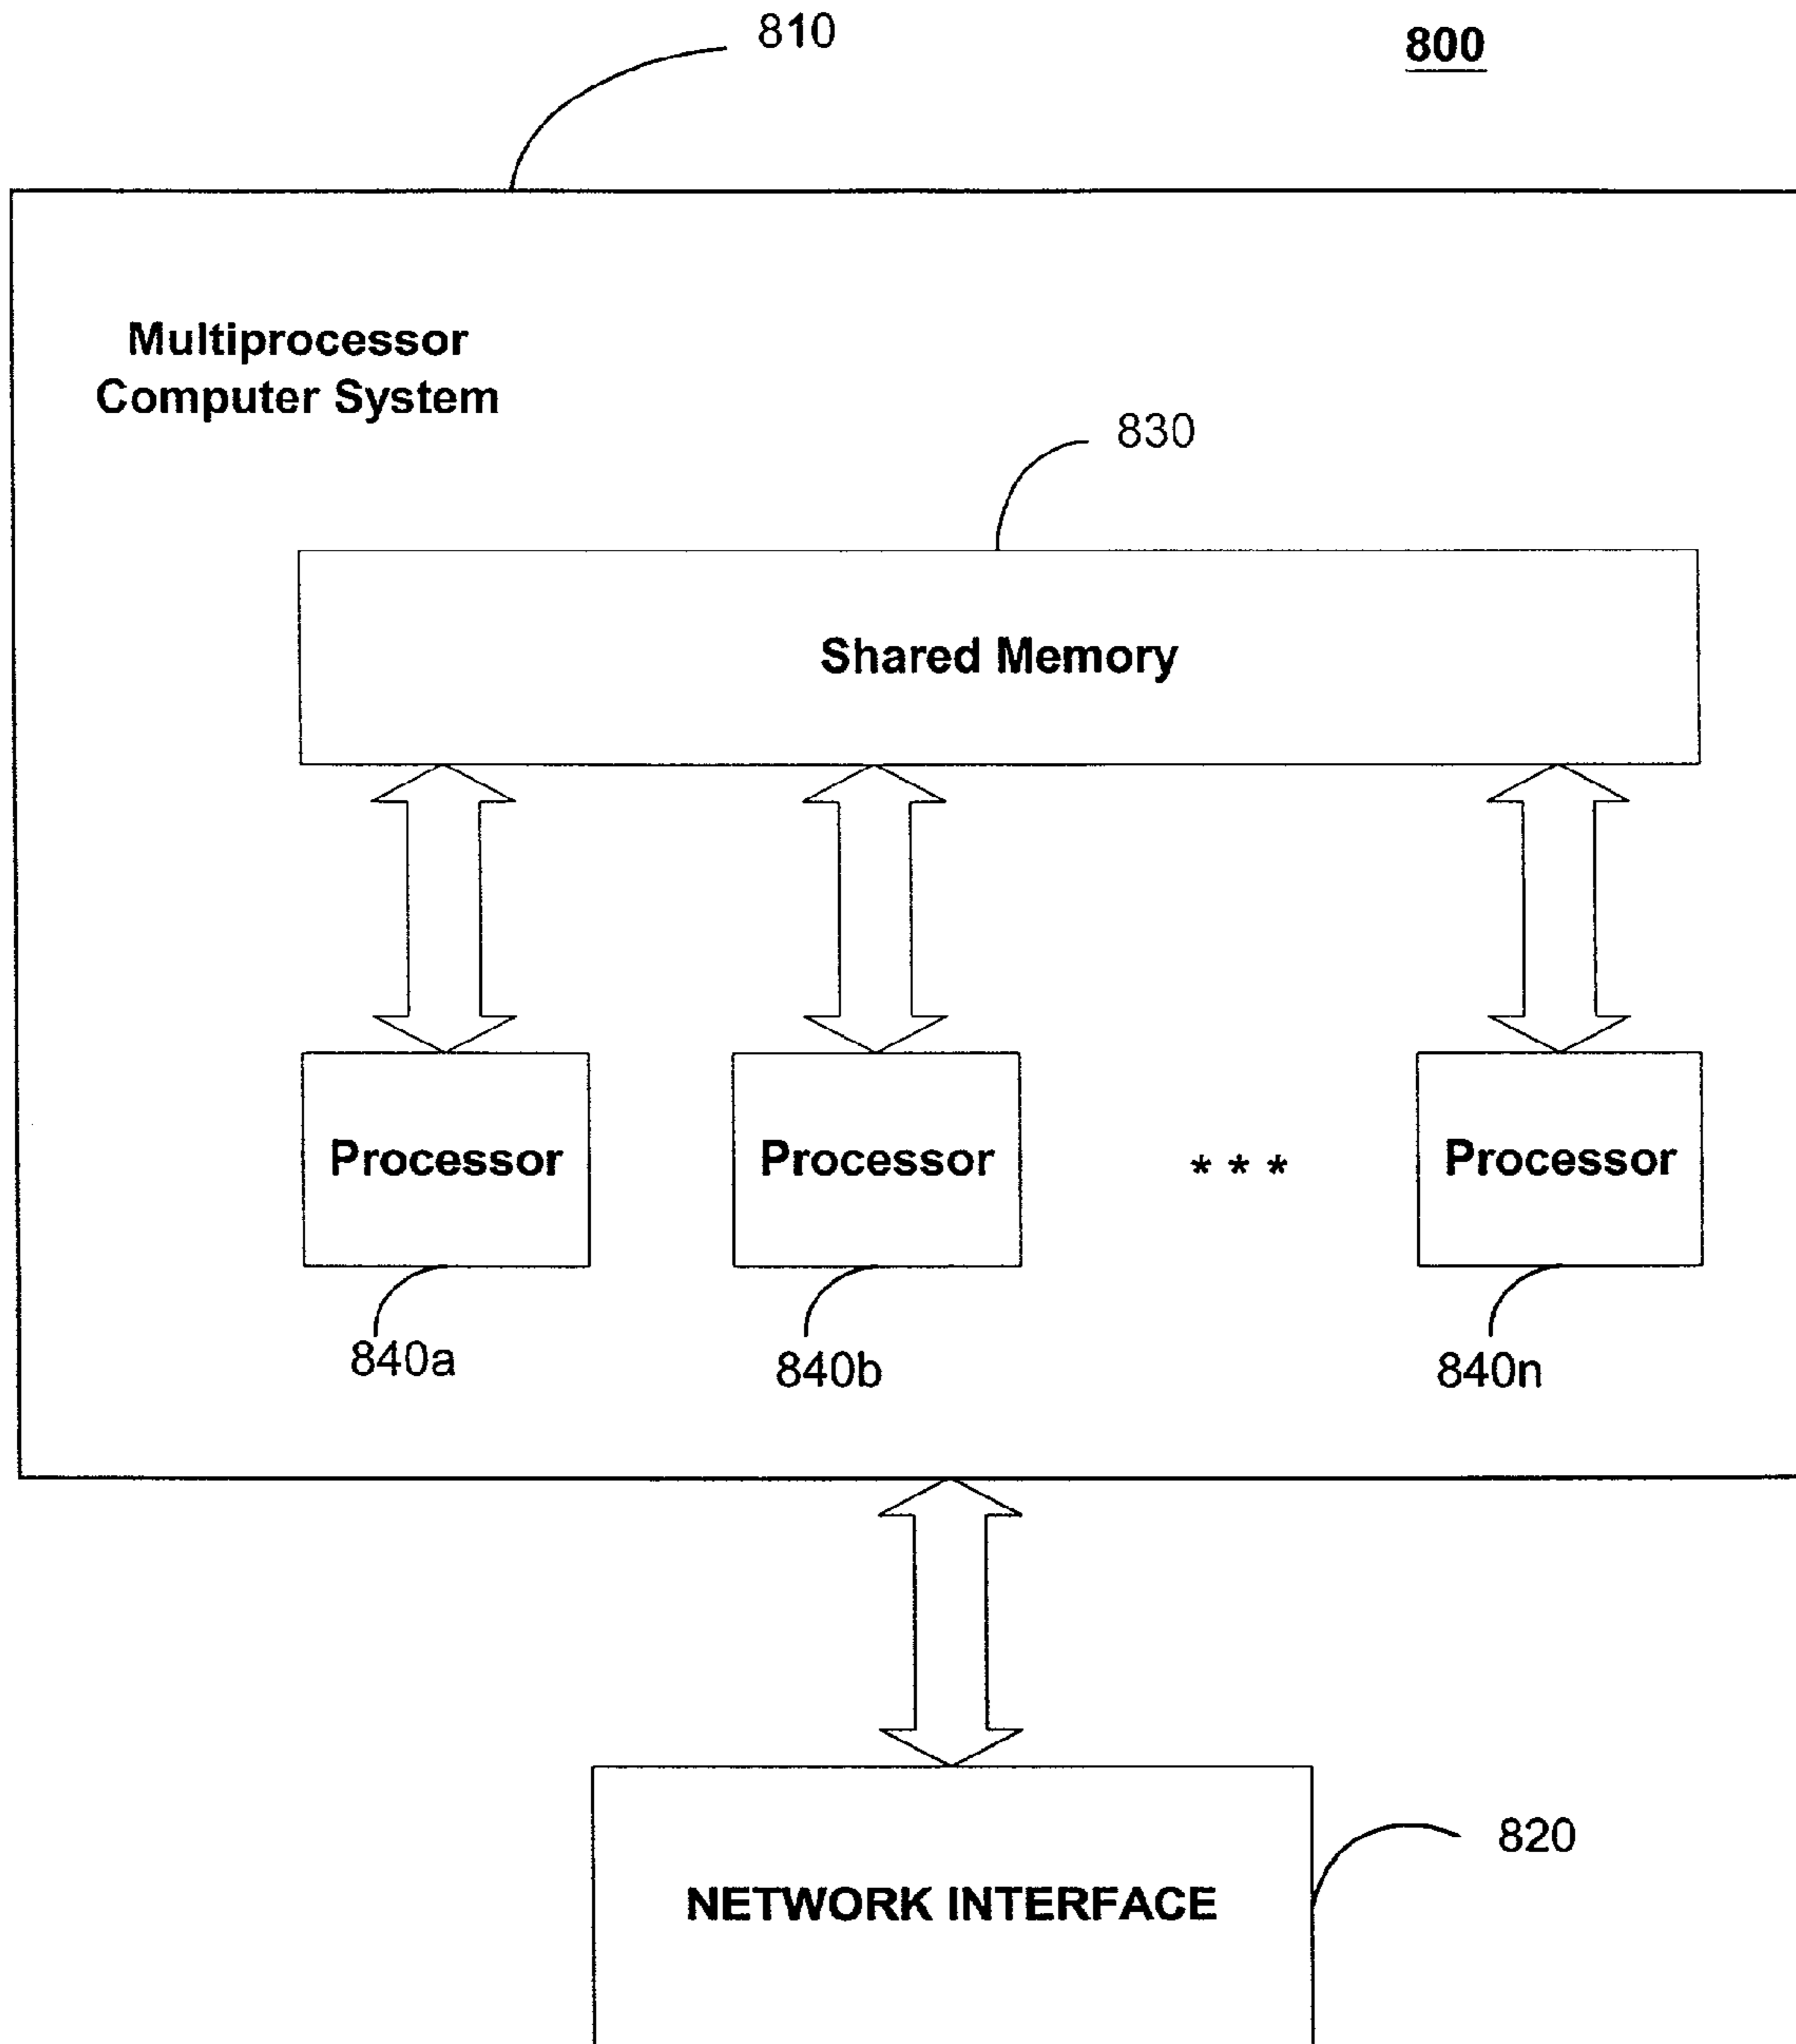 810
800
Multiprocessor
Computer System
830
Shared Memory
Processor
Processor
* * *
Processor
840a
840b
840n
820
NETWORK INTERFACE